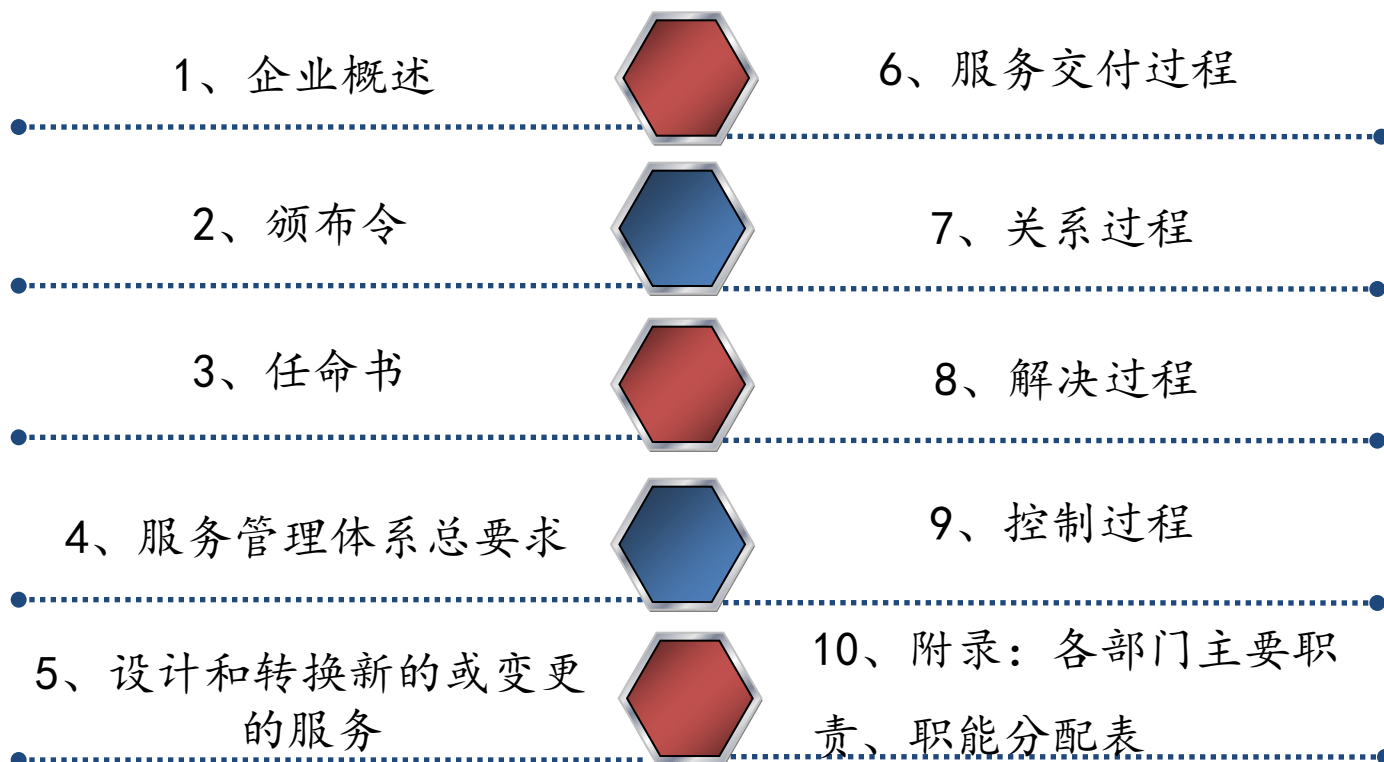 1、企业概述
2、颁布令
3、任命书
4、服务管理体系总要求
5、设计和转换新的或变更
的服务
6、服务交付过程
7、关系过程
8、解决过程
9、控制过程
10、附录：各部门主要职
责、职能分配表